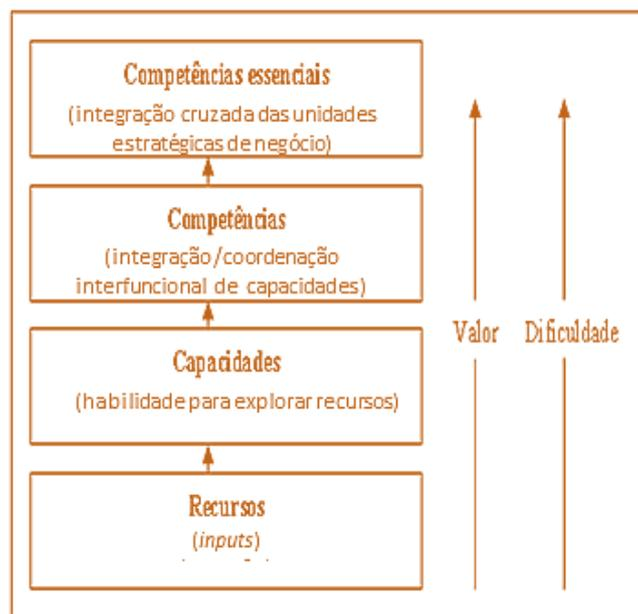 Competências essenciais
(integração cruzada das unidades
estratégicas de negócio)
Competências
(integração/coordenação
interfuncional de capacidades)
Valor Dificuldade
Capacidades
(habilidade para explorar recursos)
Recursos
(inputs)